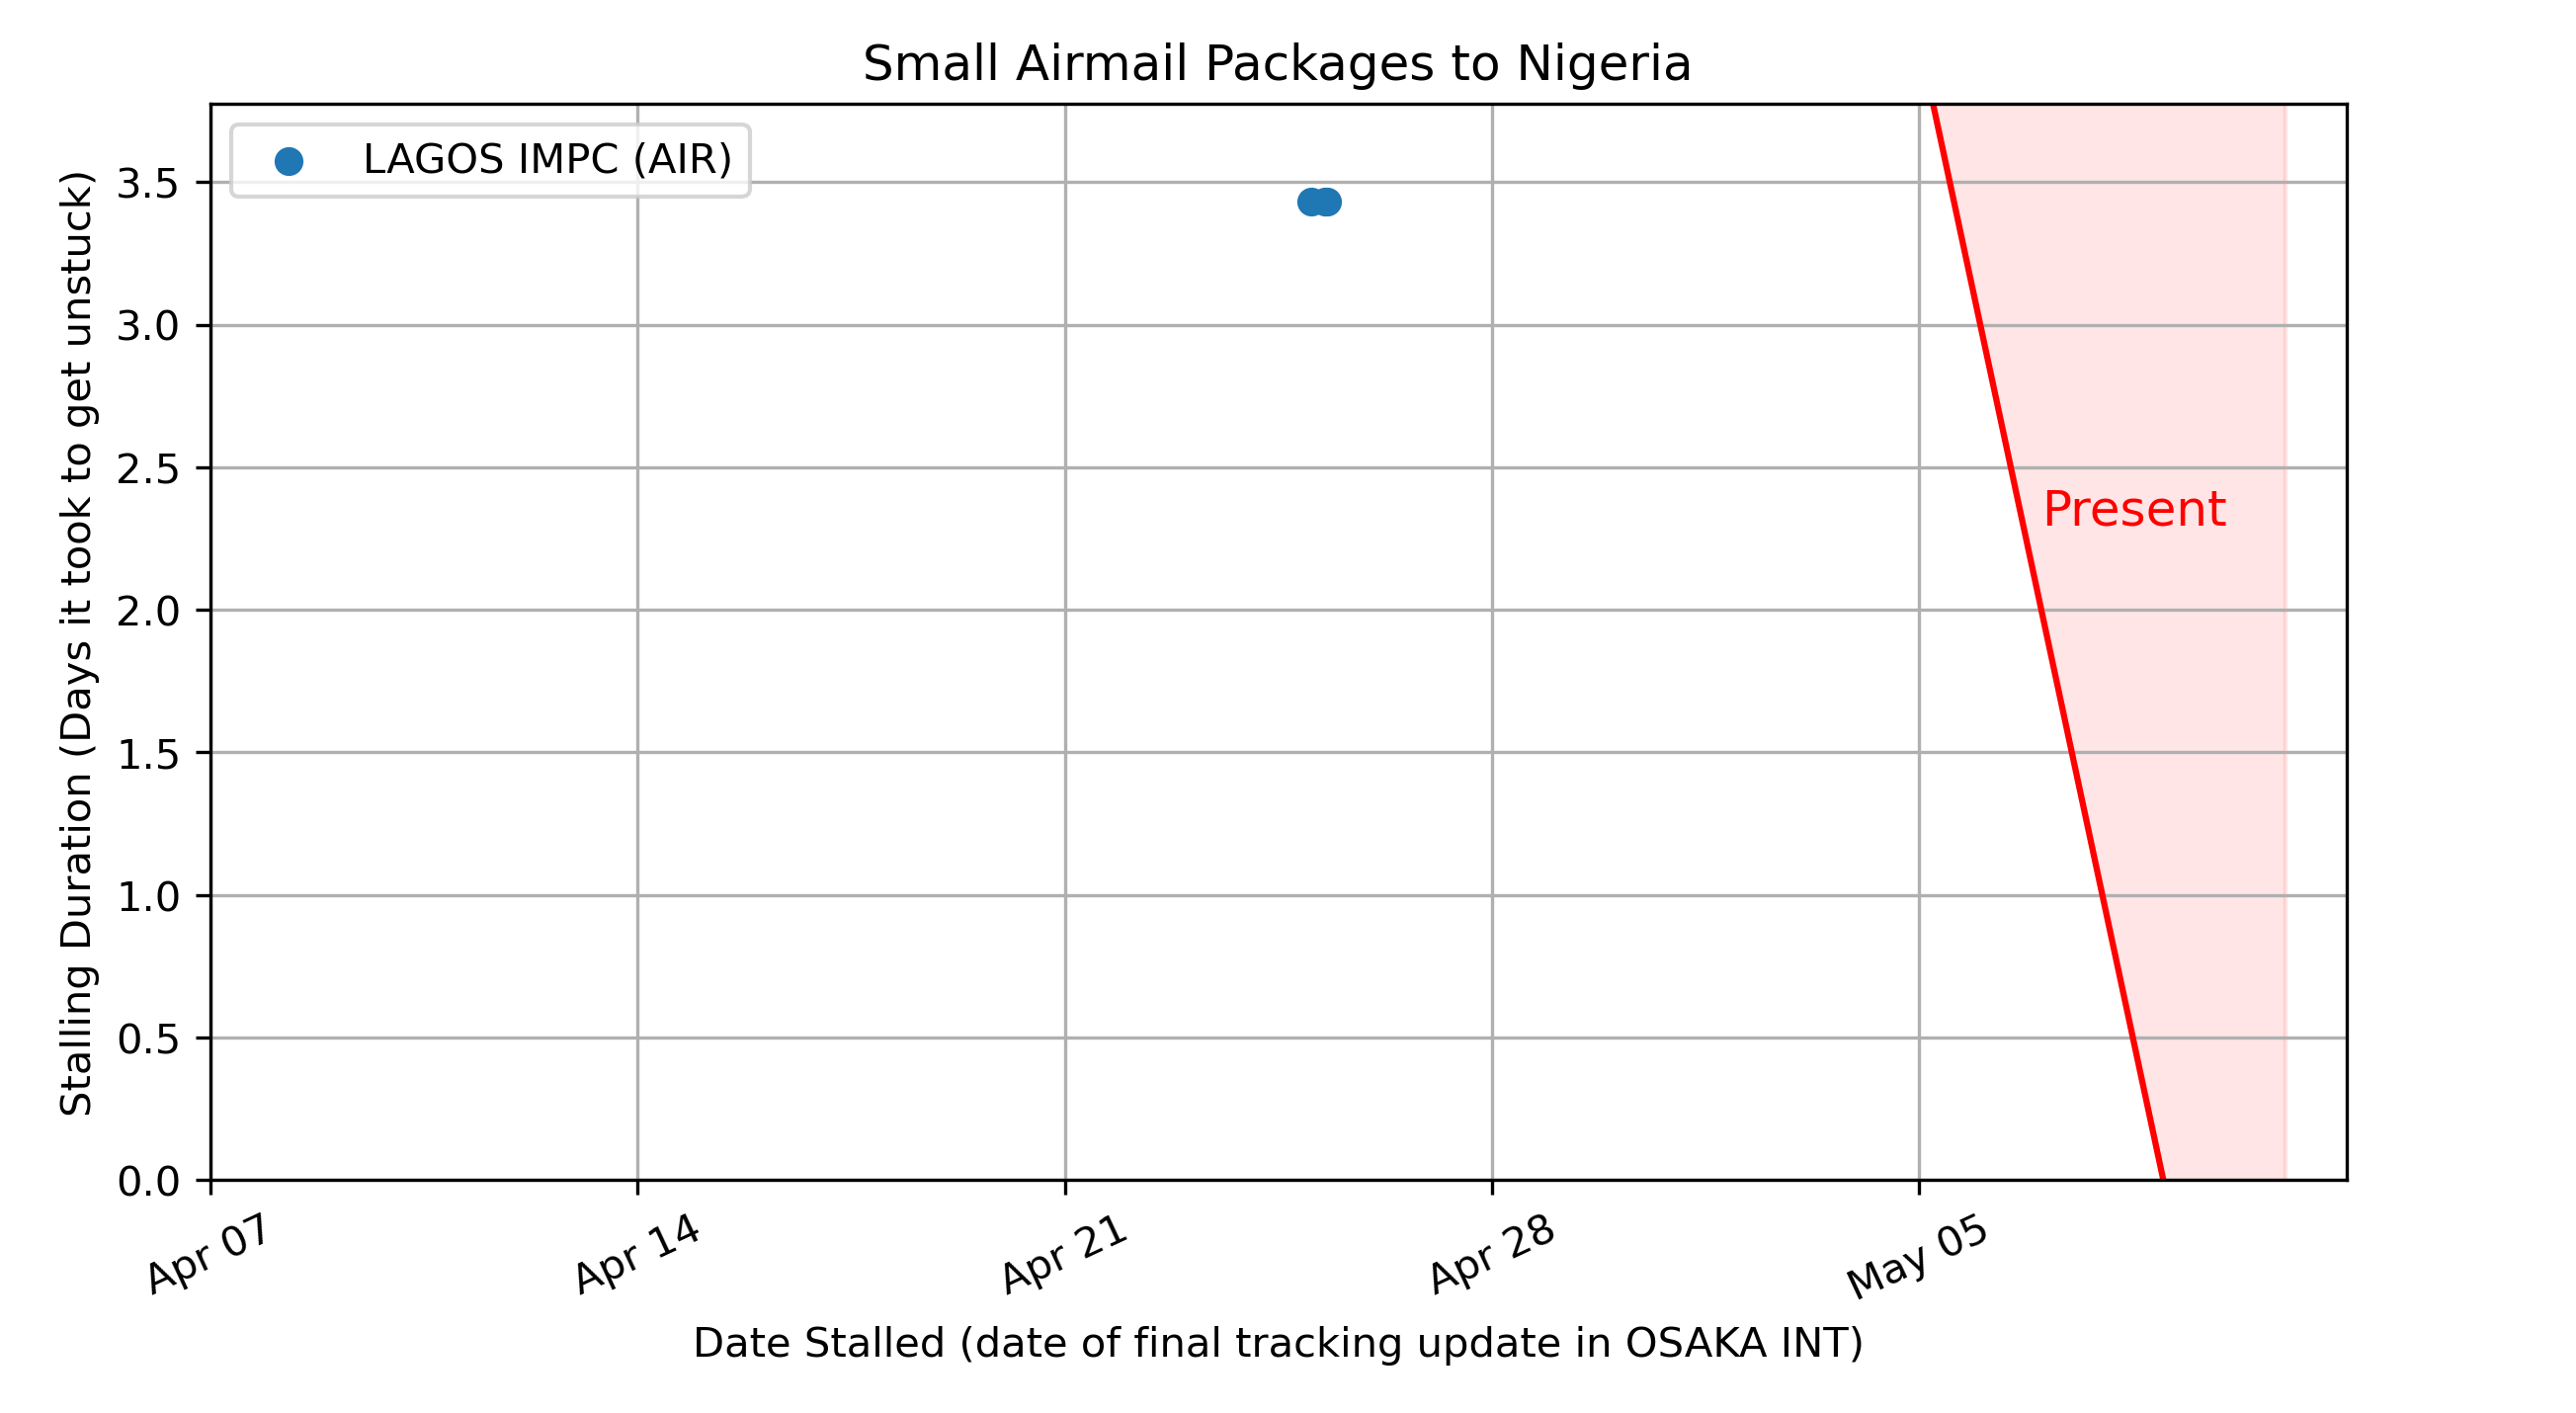 Small Airmail Packages to Nigeria
LAGOS IMPC (AIR)
Stalling Duration (Days it took to get unstuck)
3.5
3.0
2.5
2.0
1.5
1.0
0.5
0.0
Present
Apr 07
Apr 14
Apr 21
Apr 28
May 05
Date Stalled (date of final tracking update in OSAKA INT)